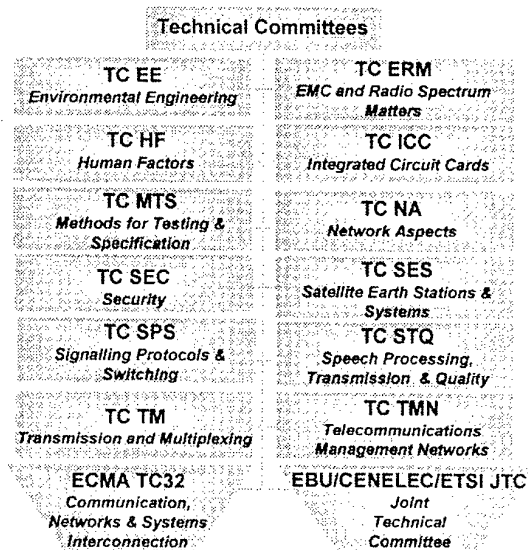 Technical Committees
TC EE
Environmental Engineering
TC ERM
EMC and Radio Spectrum
Matters
TC HF
Human Factors
TC ICC
Integrated Circuit Cards
TC MTS
Methods for Testing &
Specification
TC NA
Network Aspects
TC SEC
Security
TC SES
Satellite Earth Stations &
Systems
TC SPS
Signalling Protocols &
Switching
TC STQ
Speech Processing,
Transmission & Quality
TC TM
Transmission and Multiplexing
TC TMN
Telecommunications
Management Networks
ECMA TC32
Communication,
Networks & Systems
Interconnection
EBU/CENELEC/ETSI JTC
Joint
Technical
Committee